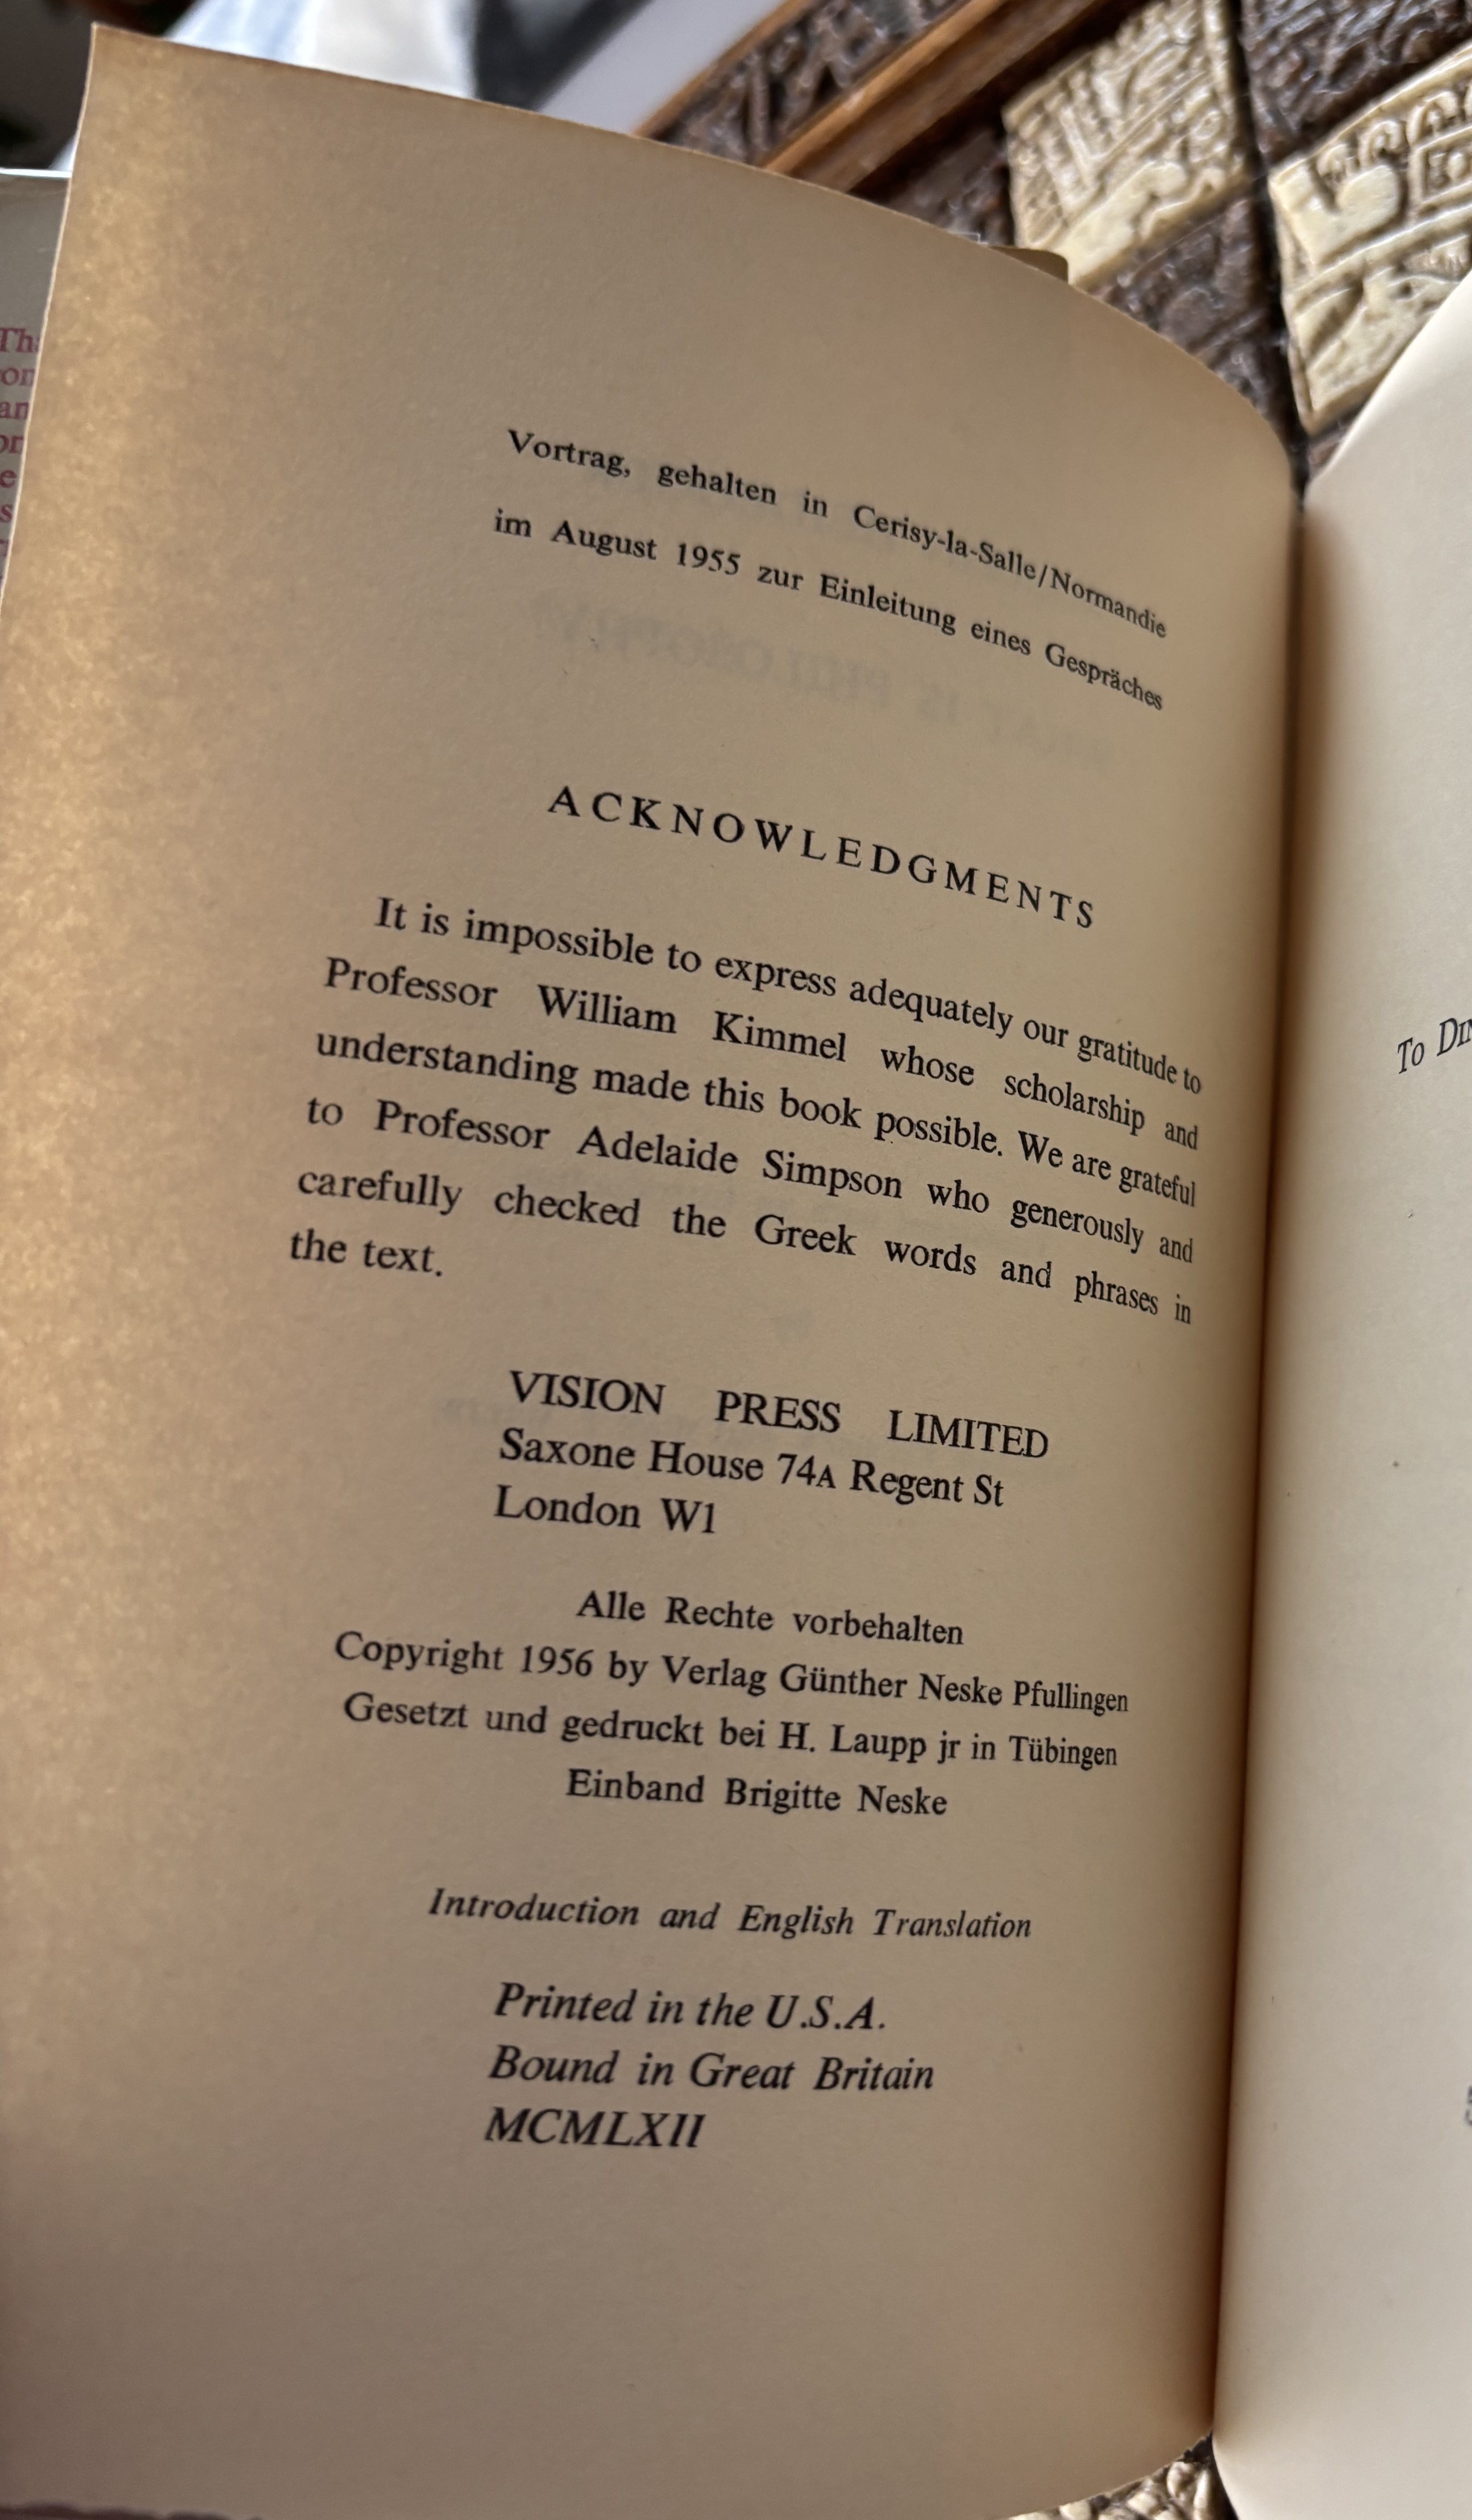 Vortrag, gehalten in Cerisy-la-Salle/Normandie
im August 1955 zur Einleitung eines Gespräches
ACKNOWLEDGMENTS
It is impossible to express adequately our gratitude to
Professor William Kimmel whose scholarship and
understanding made this book possible. We are grateful
to Professor Adelaide Simpson who generously and
carefully checked the Greek words and phrases in
the text.
VISION PRESS LIMITED
Saxone House 74A Regent St
London W1
Alle Rechte vorbehalten
Copyright 1956 by Verlag Günther Neske Pfullingen
Gesetzt und gedruckt bei H. Laupp jr in Tübingen
Einband Brigitte Neske
Introduction and English Translation
Printed in the U.S.A.
Bound in Great Britain
MCMLXII
To